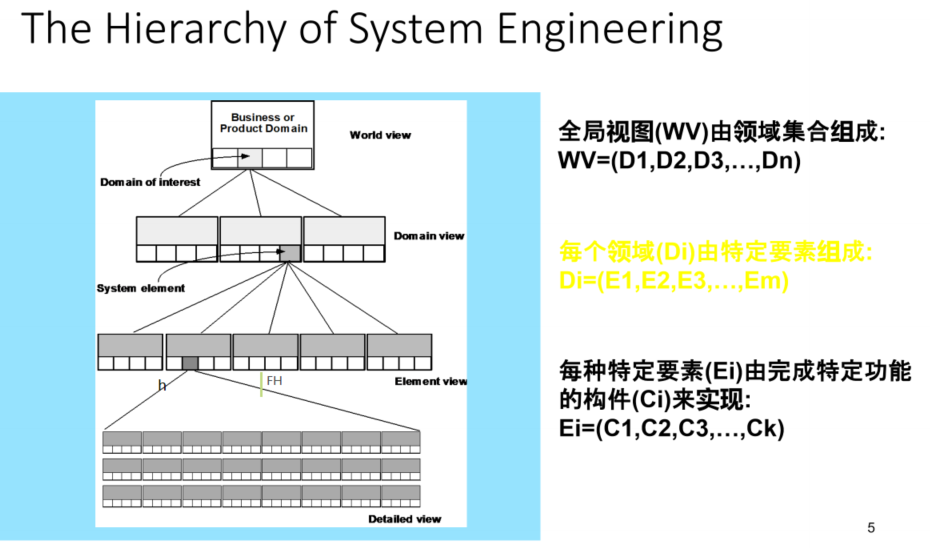 The Hierarchy of System Engineering
Business or
Product Domain
World view
Domain of interest
Domain view
System element
Element view
h
FH
Detailed view
全局视图(WV)由领域集合组成:
WV=(D1,D2,D3,…,Dn)
每个领域(Di)由特定要素组成:
Di=(E1,E2,E3,…,Em)
每种特定要素(Ei)由完成特定功能
的构件(Ci)来实现:
Ei=(C1,C2,C3,…,Ck)
5